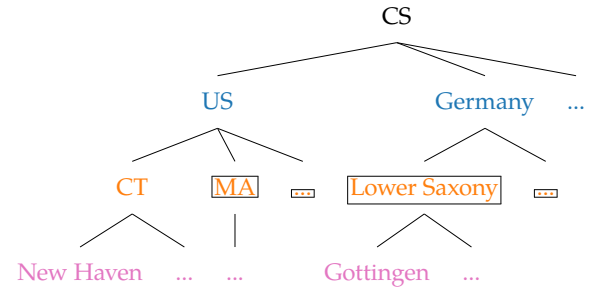 CS
US Germany ...
CT MA ... Lower Saxony ...
New Haven ... ... Gottingen ...